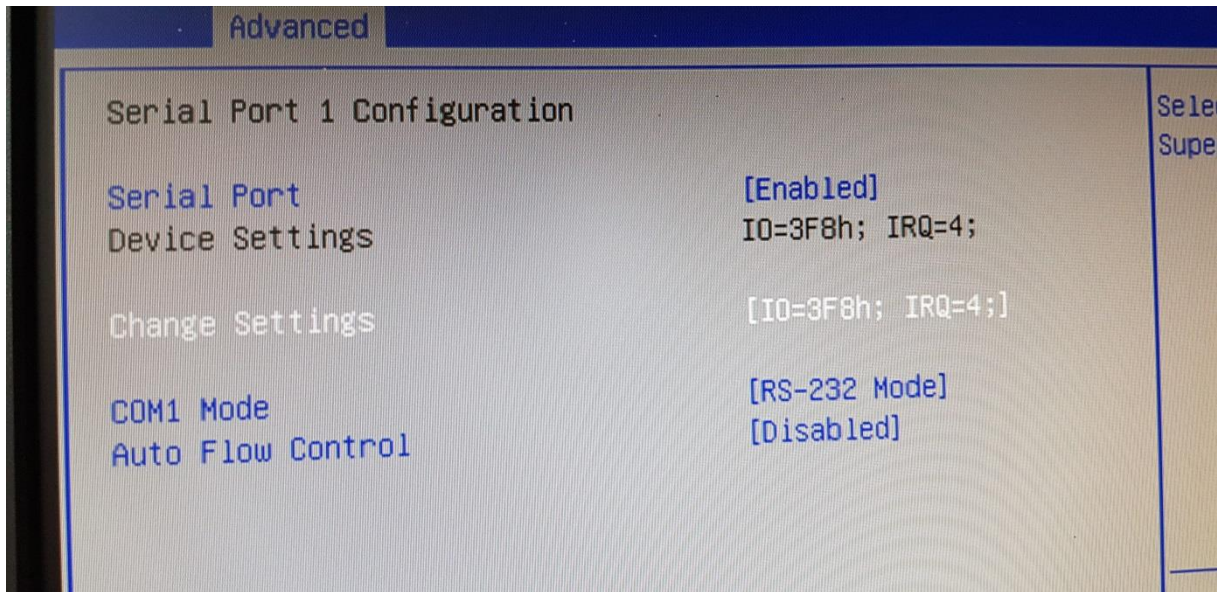 Advanced
Serial Port 1 Configuration
Serial Port [Enabled]
Device Settings IO=3F8h; IRQ=4;
Change Settings [IO=3F8h; IRQ=4;]
COM1 Mode [RS-232 Mode]
Auto Flow Control [Disabled]